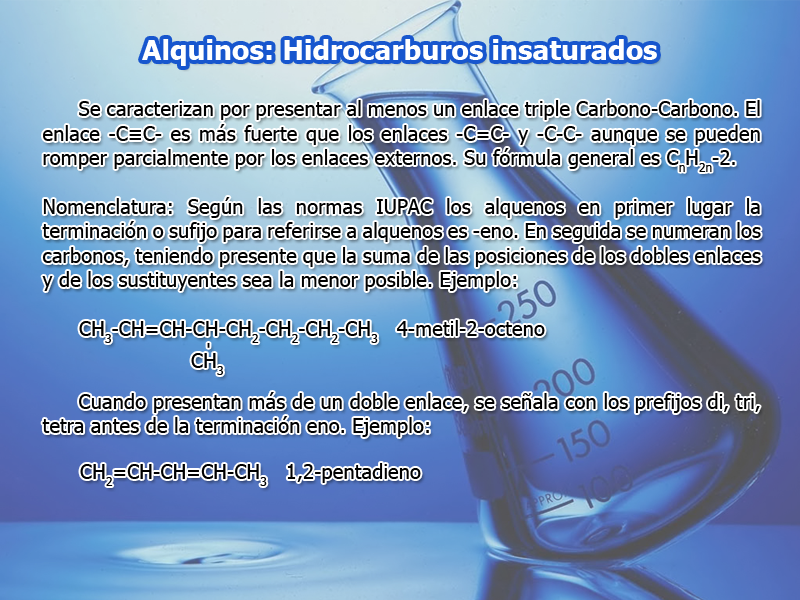 Alquinos: Hidrocarburos insaturados
Se caracterizan por presentar al menos un enlace triple Carbono-Carbono. El
enlace -C≡C- es más fuerte que los enlaces -C=C- y -C-C- aunque se pueden
romper parcialmente por los enlaces externos. Su fórmula general es CnH2n-2.
Nomenclatura: Según las normas IUPAC los alquenos en primer lugar la
terminación o sufijo para referirse a alquenos es -eno. En seguida se numeran los
carbonos, teniendo presente que la suma de las posiciones de los dobles enlaces
y de los sustituyentes sea la menor posible. Ejemplo:
CH3-CH=CH-CH-CH2-CH2-CH2-CH3 4-metil-2-octeno
CH3
Cuando presentan más de un doble enlace, se señala con los prefijos di, tri,
tetra antes de la terminación eno. Ejemplo:
CH2=CH-CH=CH-CH3 1,2-pentadieno
250
200
150
APPROX 100